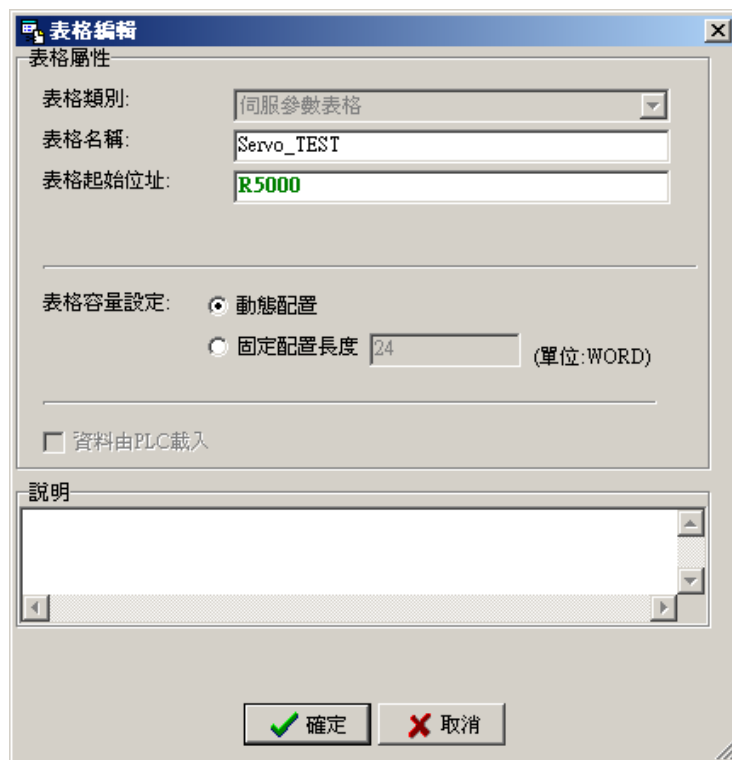 表格編輯
表格屬性
表格類別: 伺服參數表格
表格名稱: Servo_TEST
表格起始位址: R5000
表格容量設定: 動態配置
固定配置長度 24 (單位:WORD)
資料由PLC載入
說明
確定 取消